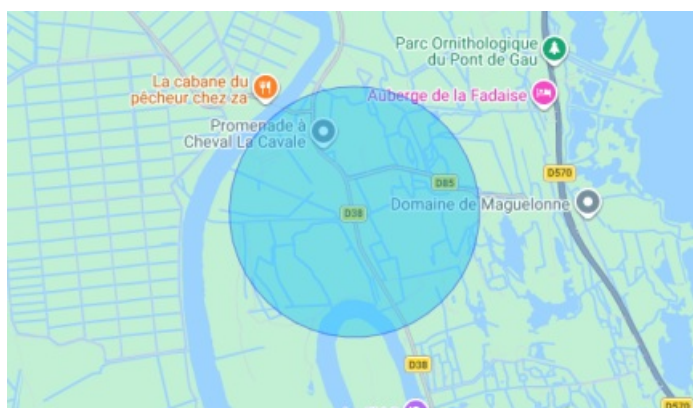 Parc Ornithologique
du Pont de Gau
La cabane du
pêcheur chez za
Auberge de la Fadaise
Promenade à
Cheval La Cavale
D570
D85
Domaine de Maguelonne
D38
D38
D570